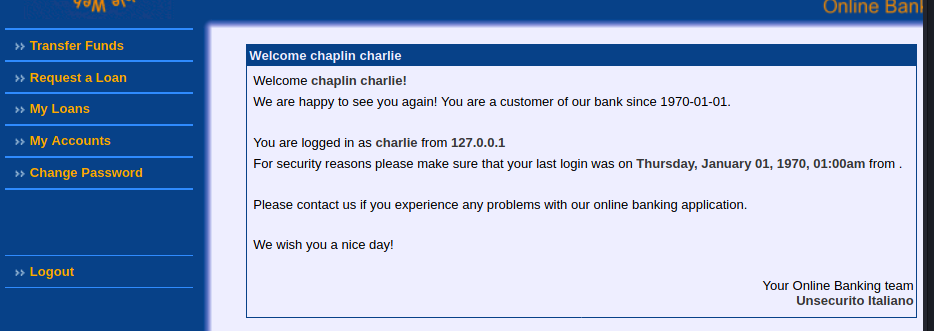 Online Bank
Transfer Funds
Request a Loan
My Loans
My Accounts
Change Password
Logout
Welcome chaplin charlie
Welcome chaplin charlie!
We are happy to see you again! You are a customer of our bank since 1970-01-01.
You are logged in as charlie from 127.0.0.1
For security reasons please make sure that your last login was on Thursday, January 01, 1970, 01:00am from .
Please contact us if you experience any problems with our online banking application.
We wish you a nice day!
Your Online Banking team
Unsecurito Italiano